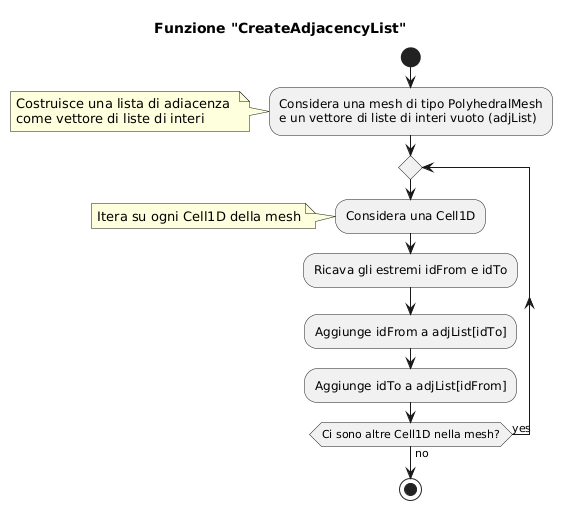 Funzione "CreateAdjacencyList"
Costruisce una lista di adiacenza
come vettore di liste di interi
Considera una mesh di tipo PolyhedralMesh
e un vettore di liste di interi vuoto (adjList)
Itera su ogni Cell1D della mesh
Considera una Cell1D
Ricava gli estremi idFrom e idTo
Aggiunge idFrom a adjList[idTo]
Aggiunge idTo a adjList[idFrom]
Ci sono altre Cell1D nella mesh?
yes
no